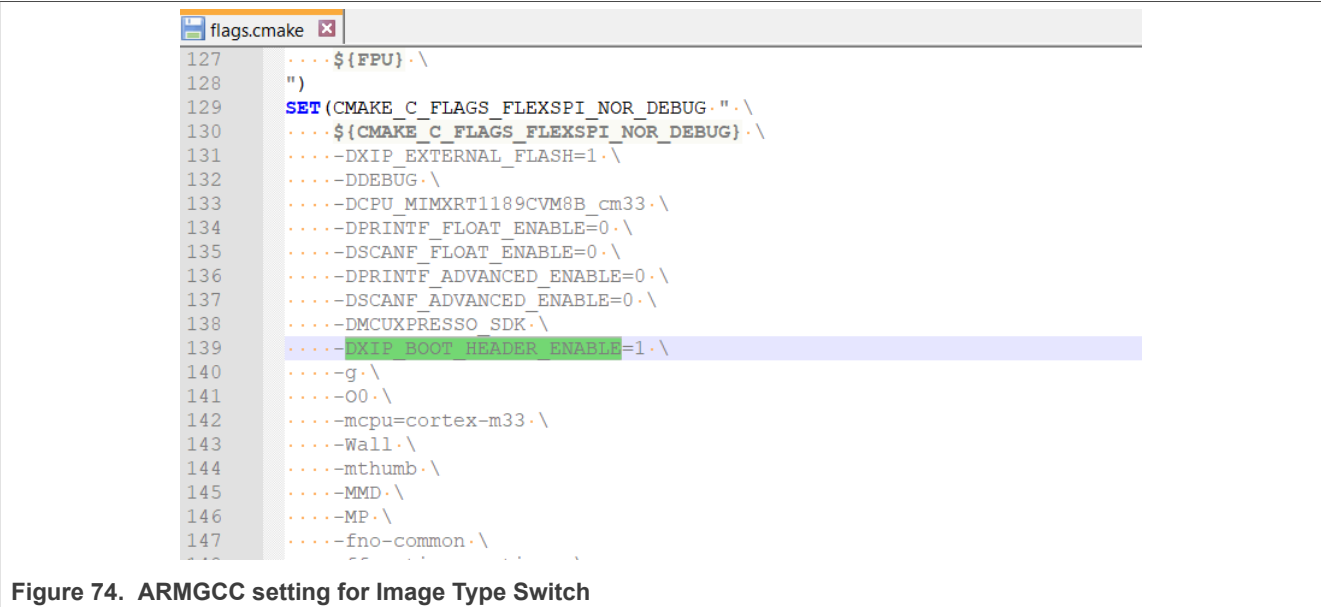 flags.cmake
127 ····${FPU}·\
128 ")
129 SET(CMAKE_C_FLAGS_FLEXSPI_NOR_DEBUG·"·\
130 ····${CMAKE_C_FLAGS_FLEXSPI_NOR_DEBUG}·\
131 ····-DXIP_EXTERNAL_FLASH=1·\
132 ····-DDEBUG·\
133 ····-DCPU_MIMXRT1189CVM8B_cm33·\
134 ····-DPRINTF_FLOAT_ENABLE=0·\
135 ····-DSCANF_FLOAT_ENABLE=0·\
136 ····-DPRINTF_ADVANCED_ENABLE=0·\
137 ····-DSCANF_ADVANCED_ENABLE=0·\
138 ····-DMCUXPRESSO_SDK·\
139 ····-DXIP_BOOT_HEADER_ENABLE=1·\
140 ····-g·\
141 ····-O0·\
142 ····-mcpu=cortex-m33·\
143 ····-Wall·\
144 ····-mthumb·\
145 ····-MMD·\
146 ····-MP·\
147 ····-fno-common·\
Figure 74. ARMGCC setting for Image Type Switch